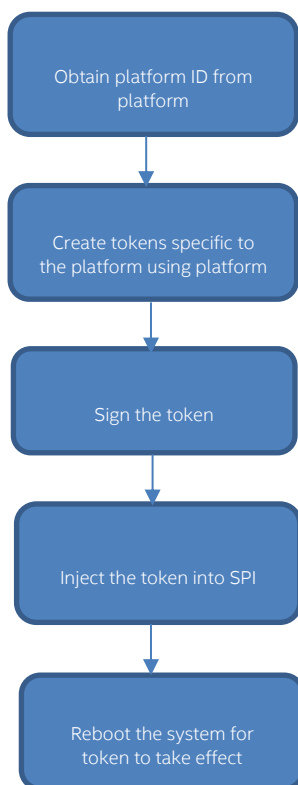 Obtain platform ID from
platform
Create tokens specific to
the platform using platform
Sign the token
Inject the token into SPI
Reboot the system for
token to take effect